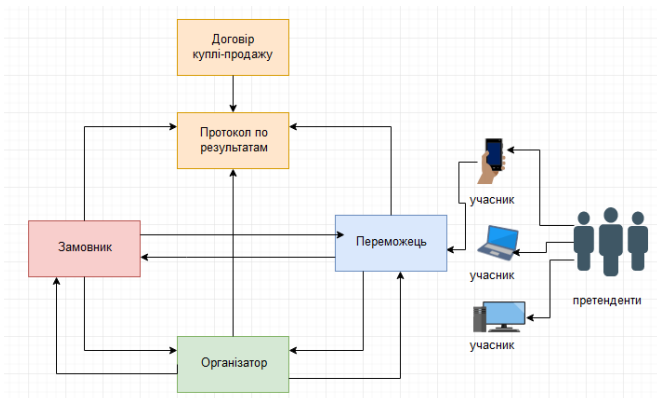 Договір
куплі-продажу
Протокол по
результатам
учасник
Замовник
Переможець
учасник
претенденти
учасник
Організатор